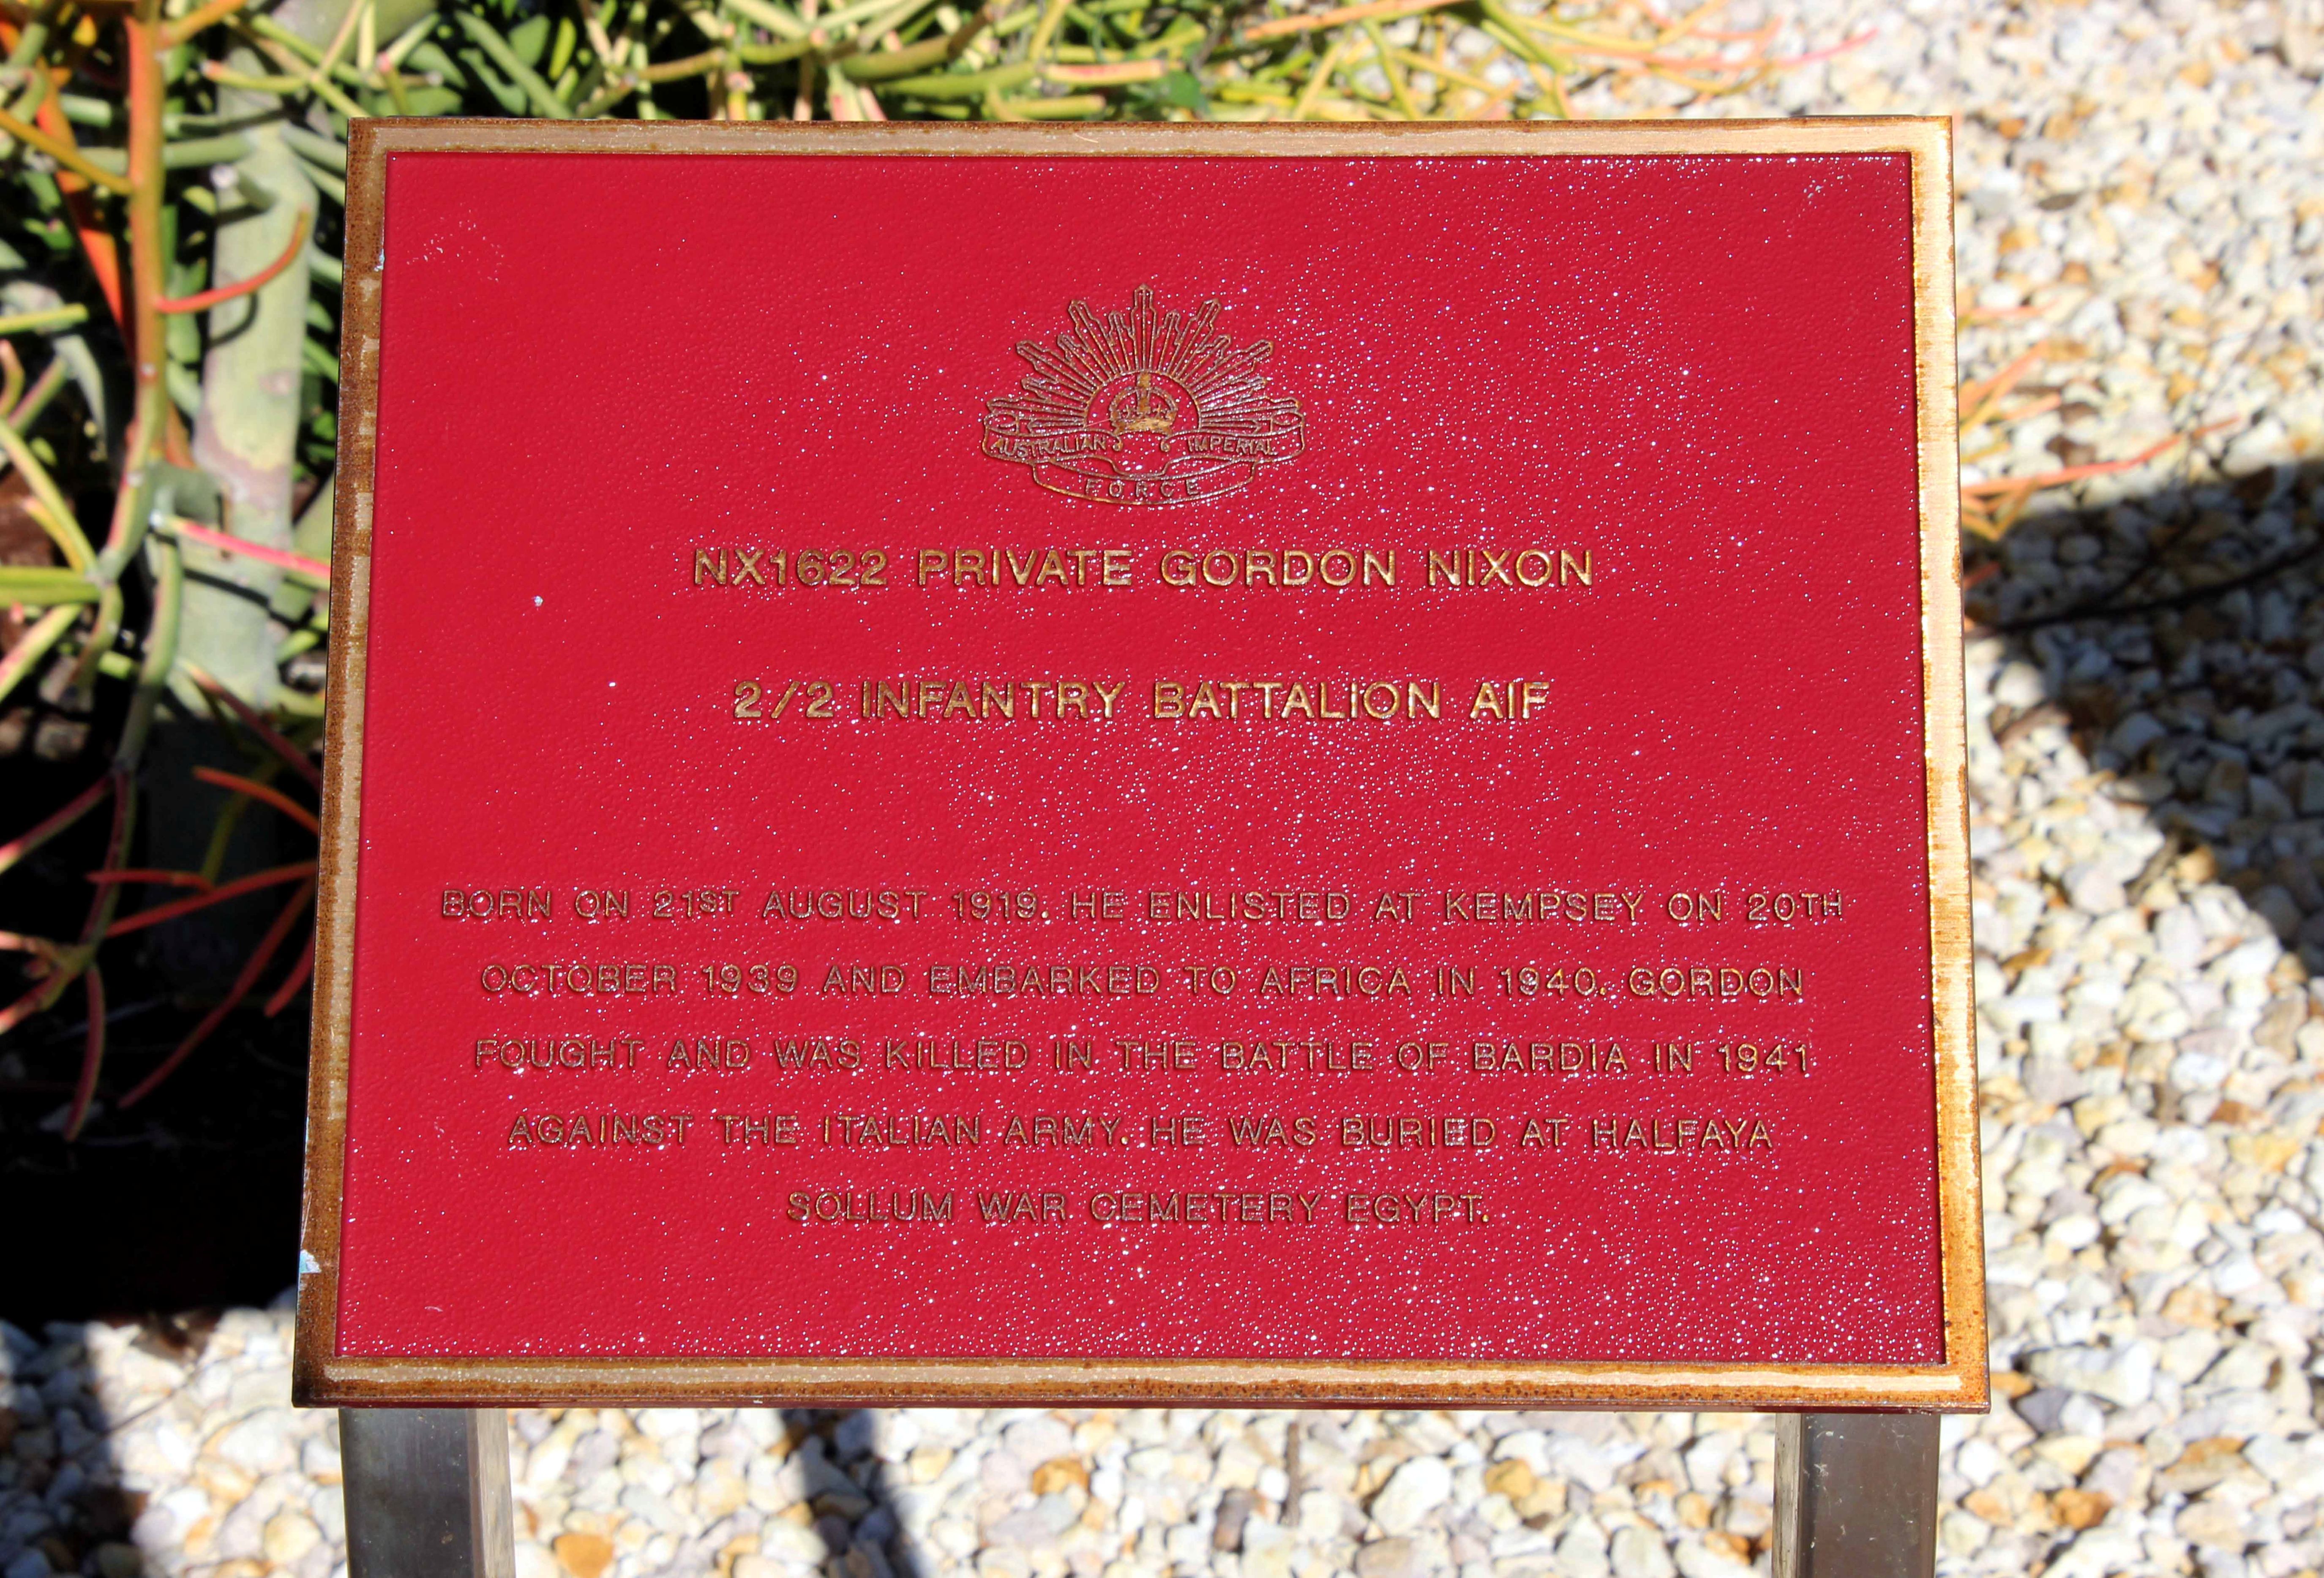 AUSTRALIAN IMPERIAL
FORCE
NX1622 PRIVATE GORDON NIXON
2/2 INFANTRY BATTALION AIF
BORN ON 21ST AUGUST 1919. HE ENLISTED AT KEMPSEY ON 20TH
OCTOBER 1939 AND EMBARKED TO AFRICA IN 1940. GORDON
FOUGHT AND WAS KILLED IN THE BATTLE OF BARDIA IN 1941
AGAINST THE ITALIAN ARMY. HE WAS BURIED AT HALFAYA
SOLLUM WAR CEMETERY EGYPT.